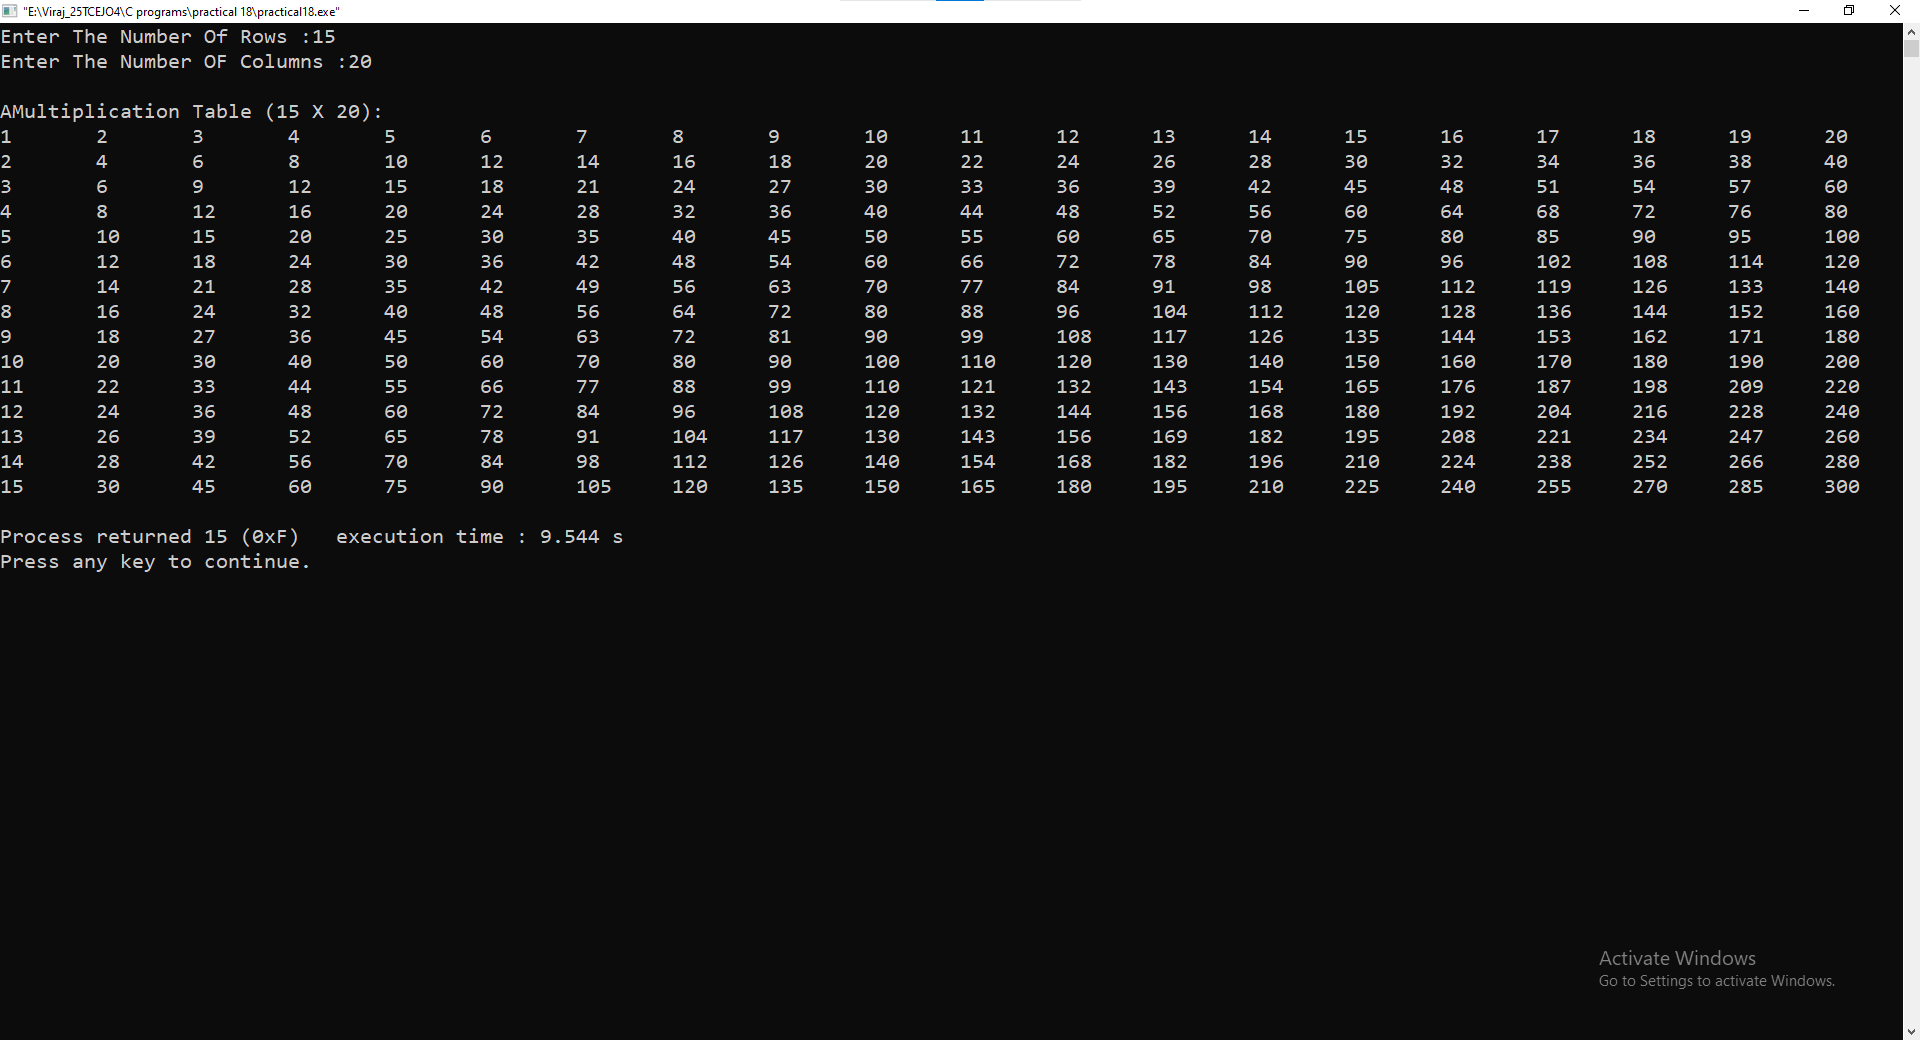 "E:\Viraj_25TCEJO4\C programs\practical 18\practical18.exe"
Enter The Number Of Rows :15
Enter The Number OF Columns :20
AMultiplication Table (15 X 20):
1 2 3 4 5 6 7 8 9 10 11 12 13 14 15 16 17 18 19 20
2 4 6 8 10 12 14 16 18 20 22 24 26 28 30 32 34 36 38 40
3 6 9 12 15 18 21 24 27 30 33 36 39 42 45 48 51 54 57 60
4 8 12 16 20 24 28 32 36 40 44 48 52 56 60 64 68 72 76 80
5 10 15 20 25 30 35 40 45 50 55 60 65 70 75 80 85 90 95 100
6 12 18 24 30 36 42 48 54 60 66 72 78 84 90 96 102 108 114 120
7 14 21 28 35 42 49 56 63 70 77 84 91 98 105 112 119 126 133 140
8 16 24 32 40 48 56 64 72 80 88 96 104 112 120 128 136 144 152 160
9 18 27 36 45 54 63 72 81 90 99 108 117 126 135 144 153 162 171 180
10 20 30 40 50 60 70 80 90 100 110 120 130 140 150 160 170 180 190 200
11 22 33 44 55 66 77 88 99 110 121 132 143 154 165 176 187 198 209 220
12 24 36 48 60 72 84 96 108 120 132 144 156 168 180 192 204 216 228 240
13 26 39 52 65 78 91 104 117 130 143 156 169 182 195 208 221 234 247 260
14 28 42 56 70 84 98 112 126 140 154 168 182 196 210 224 238 252 266 280
15 30 45 60 75 90 105 120 135 150 165 180 195 210 225 240 255 270 285 300
Process returned 15 (0xF)   execution time : 9.544 s
Press any key to continue.
Activate Windows
Go to Settings to activate Windows.